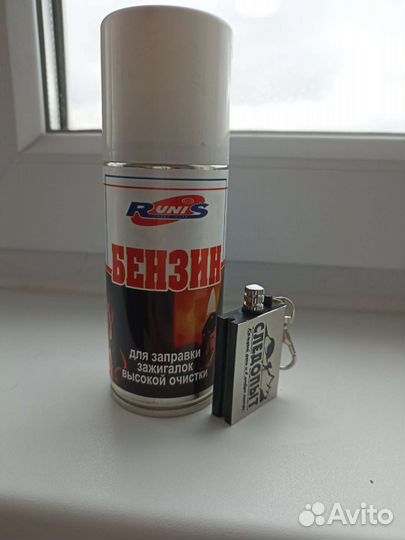 RUNIS
БЕНЗИН
для заправки
зажигалок
высокой очистки
СЛЕДОПЫТ
Avito